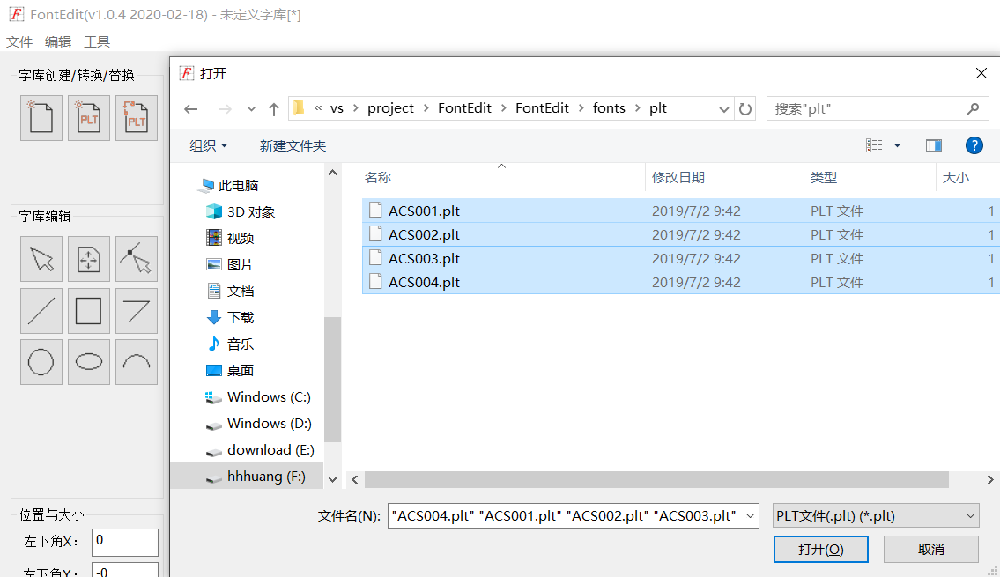 FontEdit(v1.0.4 2020-02-18) - 未定义字库[*]
文件 编辑 工具
字库创建/转换/替换
PLT PLT
字库编辑
位置与大小
左下角X: 0
左下角Y: -0
打开
« vs › project › FontEdit › FontEdit › fonts › plt
搜索"plt"
组织 新建文件夹
此电脑
3D 对象
视频
图片
文档
下载
音乐
桌面
Windows (C:)
Windows (D:)
download (E:)
hhhuang (F:)
名称 修改日期 类型 大小
ACS001.plt 2019/7/2 9:42 PLT 文件 1
ACS002.plt 2019/7/2 9:42 PLT 文件 1
ACS003.plt 2019/7/2 9:42 PLT 文件 1
ACS004.plt 2019/7/2 9:42 PLT 文件 1
文件名(N): "ACS004.plt" "ACS001.plt" "ACS002.plt" "ACS003.plt" PLT文件(.plt) (*.plt)
打开(O) 取消